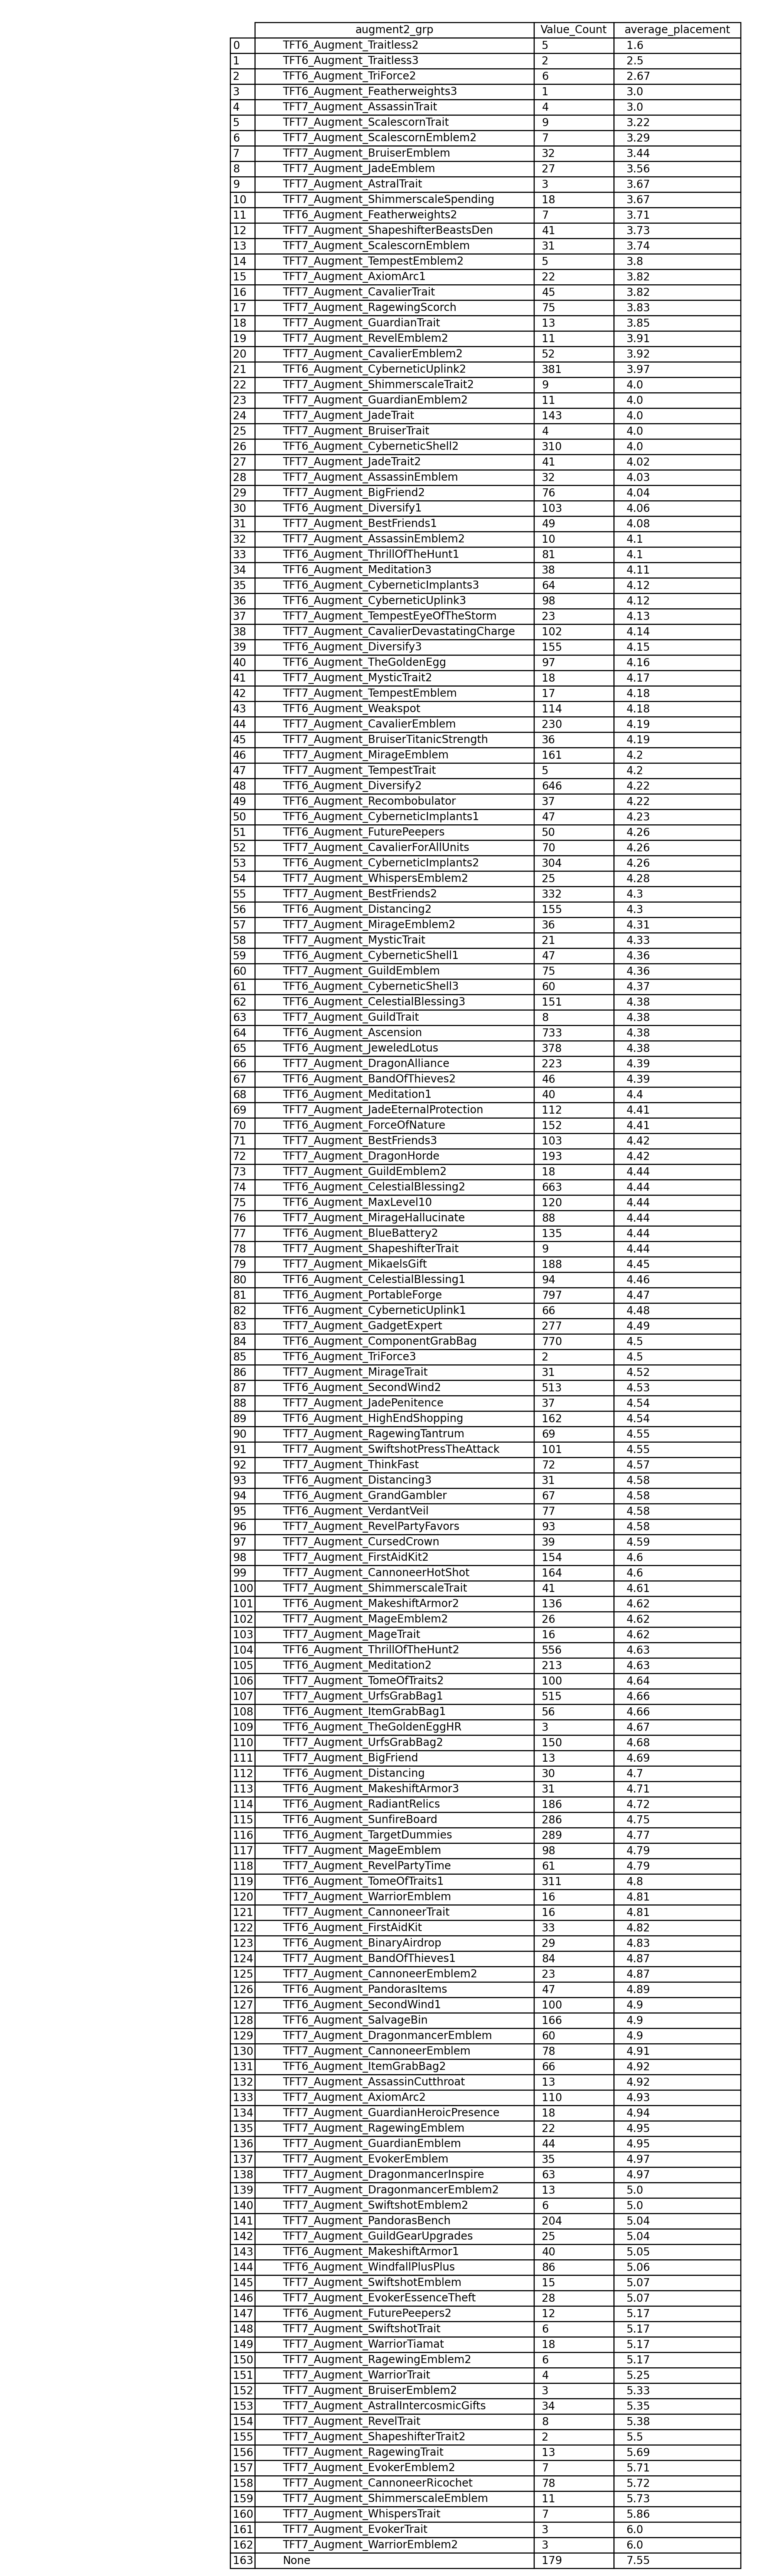 augment2_grp Value_Count average_placement
0 TFT6_Augment_Traitless2 5 1.6
1 TFT6_Augment_Traitless3 2 2.5
2 TFT6_Augment_TriForce2 6 2.67
3 TFT6_Augment_Featherweights3 1 3.0
4 TFT7_Augment_AssassinTrait 4 3.0
5 TFT7_Augment_ScalescornTrait 9 3.22
6 TFT7_Augment_ScalescornEmblem2 7 3.29
7 TFT7_Augment_BruiserEmblem 32 3.44
8 TFT7_Augment_JadeEmblem 27 3.56
9 TFT7_Augment_AstralTrait 3 3.67
10 TFT7_Augment_ShimmerscaleSpending 18 3.67
11 TFT6_Augment_Featherweights2 7 3.71
12 TFT7_Augment_ShapeshifterBeastsDen 41 3.73
13 TFT7_Augment_ScalescornEmblem 31 3.74
14 TFT7_Augment_TempestEmblem2 5 3.8
15 TFT7_Augment_AxiomArc1 22 3.82
16 TFT7_Augment_CavalierTrait 45 3.82
17 TFT7_Augment_RagewingScorch 75 3.83
18 TFT7_Augment_GuardianTrait 13 3.85
19 TFT7_Augment_RevelEmblem2 11 3.91
20 TFT7_Augment_CavalierEmblem2 52 3.92
21 TFT6_Augment_CyberneticUplink2 381 3.97
22 TFT7_Augment_ShimmerscaleTrait2 9 4.0
23 TFT7_Augment_GuardianEmblem2 11 4.0
24 TFT7_Augment_JadeTrait 143 4.0
25 TFT7_Augment_BruiserTrait 4 4.0
26 TFT6_Augment_CyberneticShell2 310 4.0
27 TFT7_Augment_JadeTrait2 41 4.02
28 TFT7_Augment_AssassinEmblem 32 4.03
29 TFT7_Augment_BigFriend2 76 4.04
30 TFT6_Augment_Diversify1 103 4.06
31 TFT7_Augment_BestFriends1 49 4.08
32 TFT7_Augment_AssassinEmblem2 10 4.1
33 TFT6_Augment_ThrillOfTheHunt1 81 4.1
34 TFT6_Augment_Meditation3 38 4.11
35 TFT6_Augment_CyberneticImplants3 64 4.12
36 TFT6_Augment_CyberneticUplink3 98 4.12
37 TFT7_Augment_TempestEyeOfTheStorm 23 4.13
38 TFT7_Augment_CavalierDevastatingCharge 102 4.14
39 TFT6_Augment_Diversify3 155 4.15
40 TFT6_Augment_TheGoldenEgg 97 4.16
41 TFT7_Augment_MysticTrait2 18 4.17
42 TFT7_Augment_TempestEmblem 17 4.18
43 TFT6_Augment_Weakspot 114 4.18
44 TFT7_Augment_CavalierEmblem 230 4.19
45 TFT7_Augment_BruiserTitanicStrength 36 4.19
46 TFT7_Augment_MirageEmblem 161 4.2
47 TFT7_Augment_TempestTrait 5 4.2
48 TFT6_Augment_Diversify2 646 4.22
49 TFT6_Augment_Recombobulator 37 4.22
50 TFT6_Augment_CyberneticImplants1 47 4.23
51 TFT6_Augment_FuturePeepers 50 4.26
52 TFT7_Augment_CavalierForAllUnits 70 4.26
53 TFT6_Augment_CyberneticImplants2 304 4.26
54 TFT7_Augment_WhispersEmblem2 25 4.28
55 TFT7_Augment_BestFriends2 332 4.3
56 TFT6_Augment_Distancing2 155 4.3
57 TFT7_Augment_MirageEmblem2 36 4.31
58 TFT7_Augment_MysticTrait 21 4.33
59 TFT6_Augment_CyberneticShell1 47 4.36
60 TFT7_Augment_GuildEmblem 75 4.36
61 TFT6_Augment_CyberneticShell3 60 4.37
62 TFT6_Augment_CelestialBlessing3 151 4.38
63 TFT7_Augment_GuildTrait 8 4.38
64 TFT6_Augment_Ascension 733 4.38
65 TFT6_Augment_JeweledLotus 378 4.38
66 TFT7_Augment_DragonAlliance 223 4.39
67 TFT6_Augment_BandOfThieves2 46 4.39
68 TFT6_Augment_Meditation1 40 4.4
69 TFT7_Augment_JadeEternalProtection 112 4.41
70 TFT6_Augment_ForceOfNature 152 4.41
71 TFT7_Augment_BestFriends3 103 4.42
72 TFT7_Augment_DragonHorde 193 4.42
73 TFT7_Augment_GuildEmblem2 18 4.44
74 TFT6_Augment_CelestialBlessing2 663 4.44
75 TFT6_Augment_MaxLevel10 120 4.44
76 TFT7_Augment_MirageHallucinate 88 4.44
77 TFT6_Augment_BlueBattery2 135 4.44
78 TFT7_Augment_ShapeshifterTrait 9 4.44
79 TFT7_Augment_MikaelsGift 188 4.45
80 TFT6_Augment_CelestialBlessing1 94 4.46
81 TFT6_Augment_PortableForge 797 4.47
82 TFT6_Augment_CyberneticUplink1 66 4.48
83 TFT7_Augment_GadgetExpert 277 4.49
84 TFT6_Augment_ComponentGrabBag 770 4.5
85 TFT6_Augment_TriForce3 2 4.5
86 TFT7_Augment_MirageTrait 31 4.52
87 TFT6_Augment_SecondWind2 513 4.53
88 TFT7_Augment_JadePenitence 37 4.54
89 TFT6_Augment_HighEndShopping 162 4.54
90 TFT7_Augment_RagewingTantrum 69 4.55
91 TFT7_Augment_SwiftshotPressTheAttack 101 4.55
92 TFT7_Augment_ThinkFast 72 4.57
93 TFT6_Augment_Distancing3 31 4.58
94 TFT6_Augment_GrandGambler 67 4.58
95 TFT6_Augment_VerdantVeil 77 4.58
96 TFT7_Augment_RevelPartyFavors 93 4.58
97 TFT7_Augment_CursedCrown 39 4.59
98 TFT7_Augment_FirstAidKit2 154 4.6
99 TFT7_Augment_CannoneerHotShot 164 4.6
100 TFT7_Augment_ShimmerscaleTrait 41 4.61
101 TFT6_Augment_MakeshiftArmor2 136 4.62
102 TFT7_Augment_MageEmblem2 26 4.62
103 TFT7_Augment_MageTrait 16 4.62
104 TFT6_Augment_ThrillOfTheHunt2 556 4.63
105 TFT6_Augment_Meditation2 213 4.63
106 TFT7_Augment_TomeOfTraits2 100 4.64
107 TFT7_Augment_UrfsGrabBag1 515 4.66
108 TFT6_Augment_ItemGrabBag1 56 4.66
109 TFT6_Augment_TheGoldenEggHR 3 4.67
110 TFT7_Augment_UrfsGrabBag2 150 4.68
111 TFT7_Augment_BigFriend 13 4.69
112 TFT6_Augment_Distancing 30 4.7
113 TFT6_Augment_MakeshiftArmor3 31 4.71
114 TFT6_Augment_RadiantRelics 186 4.72
115 TFT6_Augment_SunfireBoard 286 4.75
116 TFT6_Augment_TargetDummies 289 4.77
117 TFT7_Augment_MageEmblem 98 4.79
118 TFT7_Augment_RevelPartyTime 61 4.79
119 TFT6_Augment_TomeOfTraits1 311 4.8
120 TFT7_Augment_WarriorEmblem 16 4.81
121 TFT7_Augment_CannoneerTrait 16 4.81
122 TFT6_Augment_FirstAidKit 33 4.82
123 TFT6_Augment_BinaryAirdrop 29 4.83
124 TFT7_Augment_BandOfThieves1 84 4.87
125 TFT7_Augment_CannoneerEmblem2 23 4.87
126 TFT6_Augment_PandorasItems 47 4.89
127 TFT6_Augment_SecondWind1 100 4.9
128 TFT6_Augment_SalvageBin 166 4.9
129 TFT7_Augment_DragonmancerEmblem 60 4.9
130 TFT7_Augment_CannoneerEmblem 78 4.91
131 TFT6_Augment_ItemGrabBag2 66 4.92
132 TFT7_Augment_AssassinCutthroat 13 4.92
133 TFT7_Augment_AxiomArc2 110 4.93
134 TFT7_Augment_GuardianHeroicPresence 18 4.94
135 TFT7_Augment_RagewingEmblem 22 4.95
136 TFT7_Augment_GuardianEmblem 44 4.95
137 TFT7_Augment_EvokerEmblem 35 4.97
138 TFT7_Augment_DragonmancerInspire 63 4.97
139 TFT7_Augment_DragonmancerEmblem2 13 5.0
140 TFT7_Augment_SwiftshotEmblem2 6 5.0
141 TFT7_Augment_PandorasBench 204 5.04
142 TFT7_Augment_GuildGearUpgrades 25 5.04
143 TFT6_Augment_MakeshiftArmor1 40 5.05
144 TFT6_Augment_WindfallPlusPlus 86 5.06
145 TFT7_Augment_SwiftshotEmblem 15 5.07
146 TFT7_Augment_EvokerEssenceTheft 28 5.07
147 TFT6_Augment_FuturePeepers2 12 5.17
148 TFT7_Augment_SwiftshotTrait 6 5.17
149 TFT7_Augment_WarriorTiamat 18 5.17
150 TFT7_Augment_RagewingEmblem2 6 5.17
151 TFT7_Augment_WarriorTrait 4 5.25
152 TFT7_Augment_BruiserEmblem2 3 5.33
153 TFT7_Augment_AstralIntercosmicGifts 34 5.35
154 TFT7_Augment_RevelTrait 8 5.38
155 TFT7_Augment_ShapeshifterTrait2 2 5.5
156 TFT7_Augment_RagewingTrait 13 5.69
157 TFT7_Augment_EvokerEmblem2 7 5.71
158 TFT7_Augment_CannoneerRicochet 78 5.72
159 TFT7_Augment_ShimmerscaleEmblem 11 5.73
160 TFT7_Augment_WhispersTrait 7 5.86
161 TFT7_Augment_EvokerTrait 3 6.0
162 TFT7_Augment_WarriorEmblem2 3 6.0
163 None 179 7.55